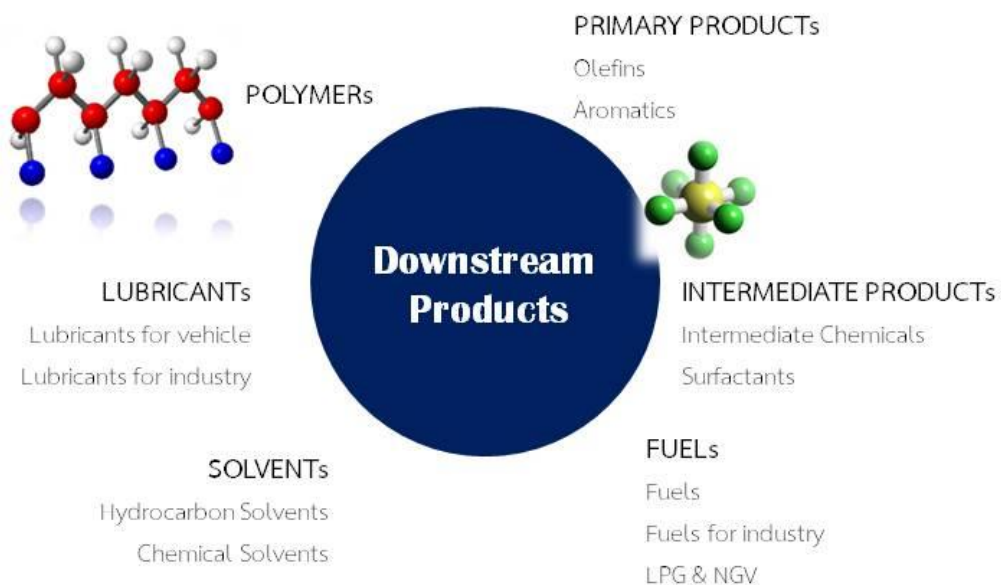 PRIMARY PRODUCTs
Olefins
Aromatics
POLYMERs
Downstream
Products
LUBRICANTs
Lubricants for vehicle
Lubricants for industry
INTERMEDIATE PRODUCTs
Intermediate Chemicals
Surfactants
SOLVENTs
Hydrocarbon Solvents
Chemical Solvents
FUELs
Fuels
Fuels for industry
LPG & NGV